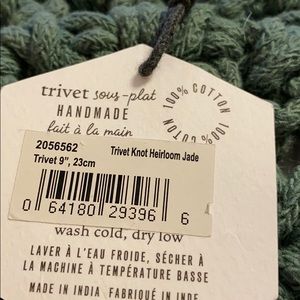 trivet sous-plat
HANDMADE
fait à la main
100% COTTON
100% COTON
2056562 Trivet Knot Heirloom Jade
Trivet 9", 23cm
0 64180 29396 6
wash cold, dry low
LAVER À L'EAU FROIDE, SÉCHER À
LA MACHINE À TEMPÉRATURE BASSE
MADE IN INDIA FABRIQUÉ EN INDE